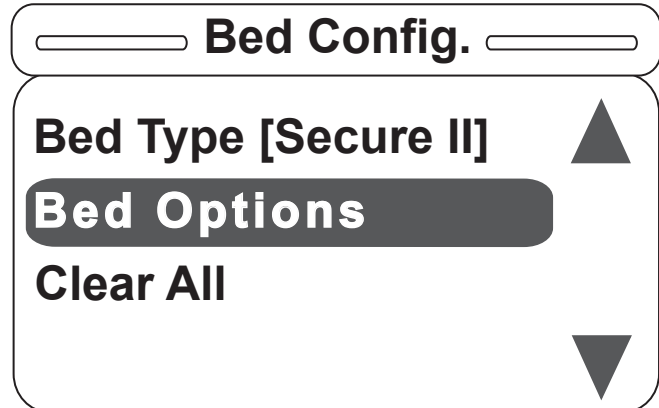 Bed Config.
Bed Type [Secure II]
Bed Options
Clear All